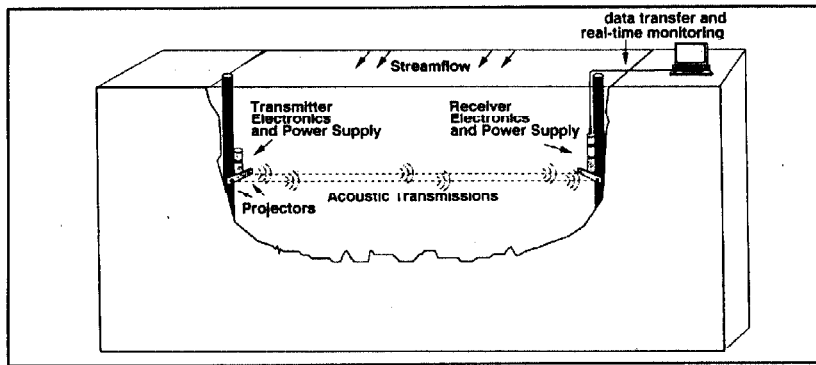 data transfer and
real-time monitoring
Streamflow
Transmitter
Electronics
and Power Supply
Receiver
Electronics
and Power Supply
Acoustic Transmissions
Projectors